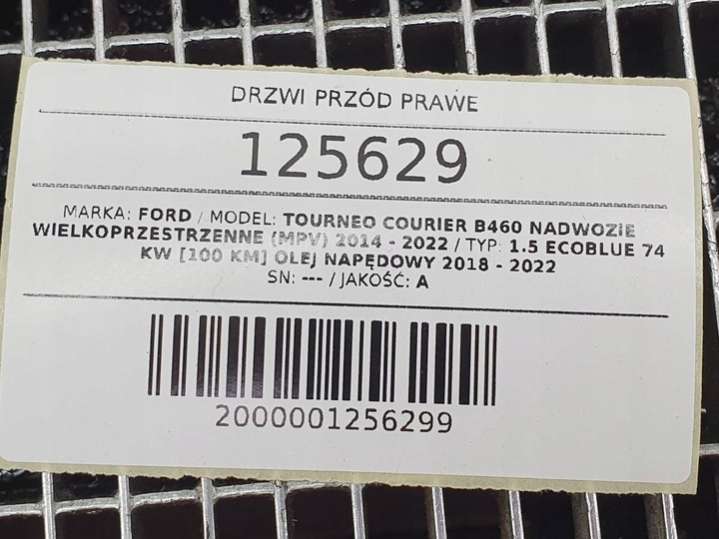 DRZWI PRZÓD PRAWE
125629
MARKA: FORD / MODEL: TOURNEO COURIER B460 NADWOZIE
WIELKOPRZESTRZENNE (MPV) 2014 - 2022 / TYP: 1.5 ECOBLUE 74
KW [100 KM] OLEJ NAPĘDOWY 2018 - 2022
SN: --- / JAKOŚĆ: A
2000001256299